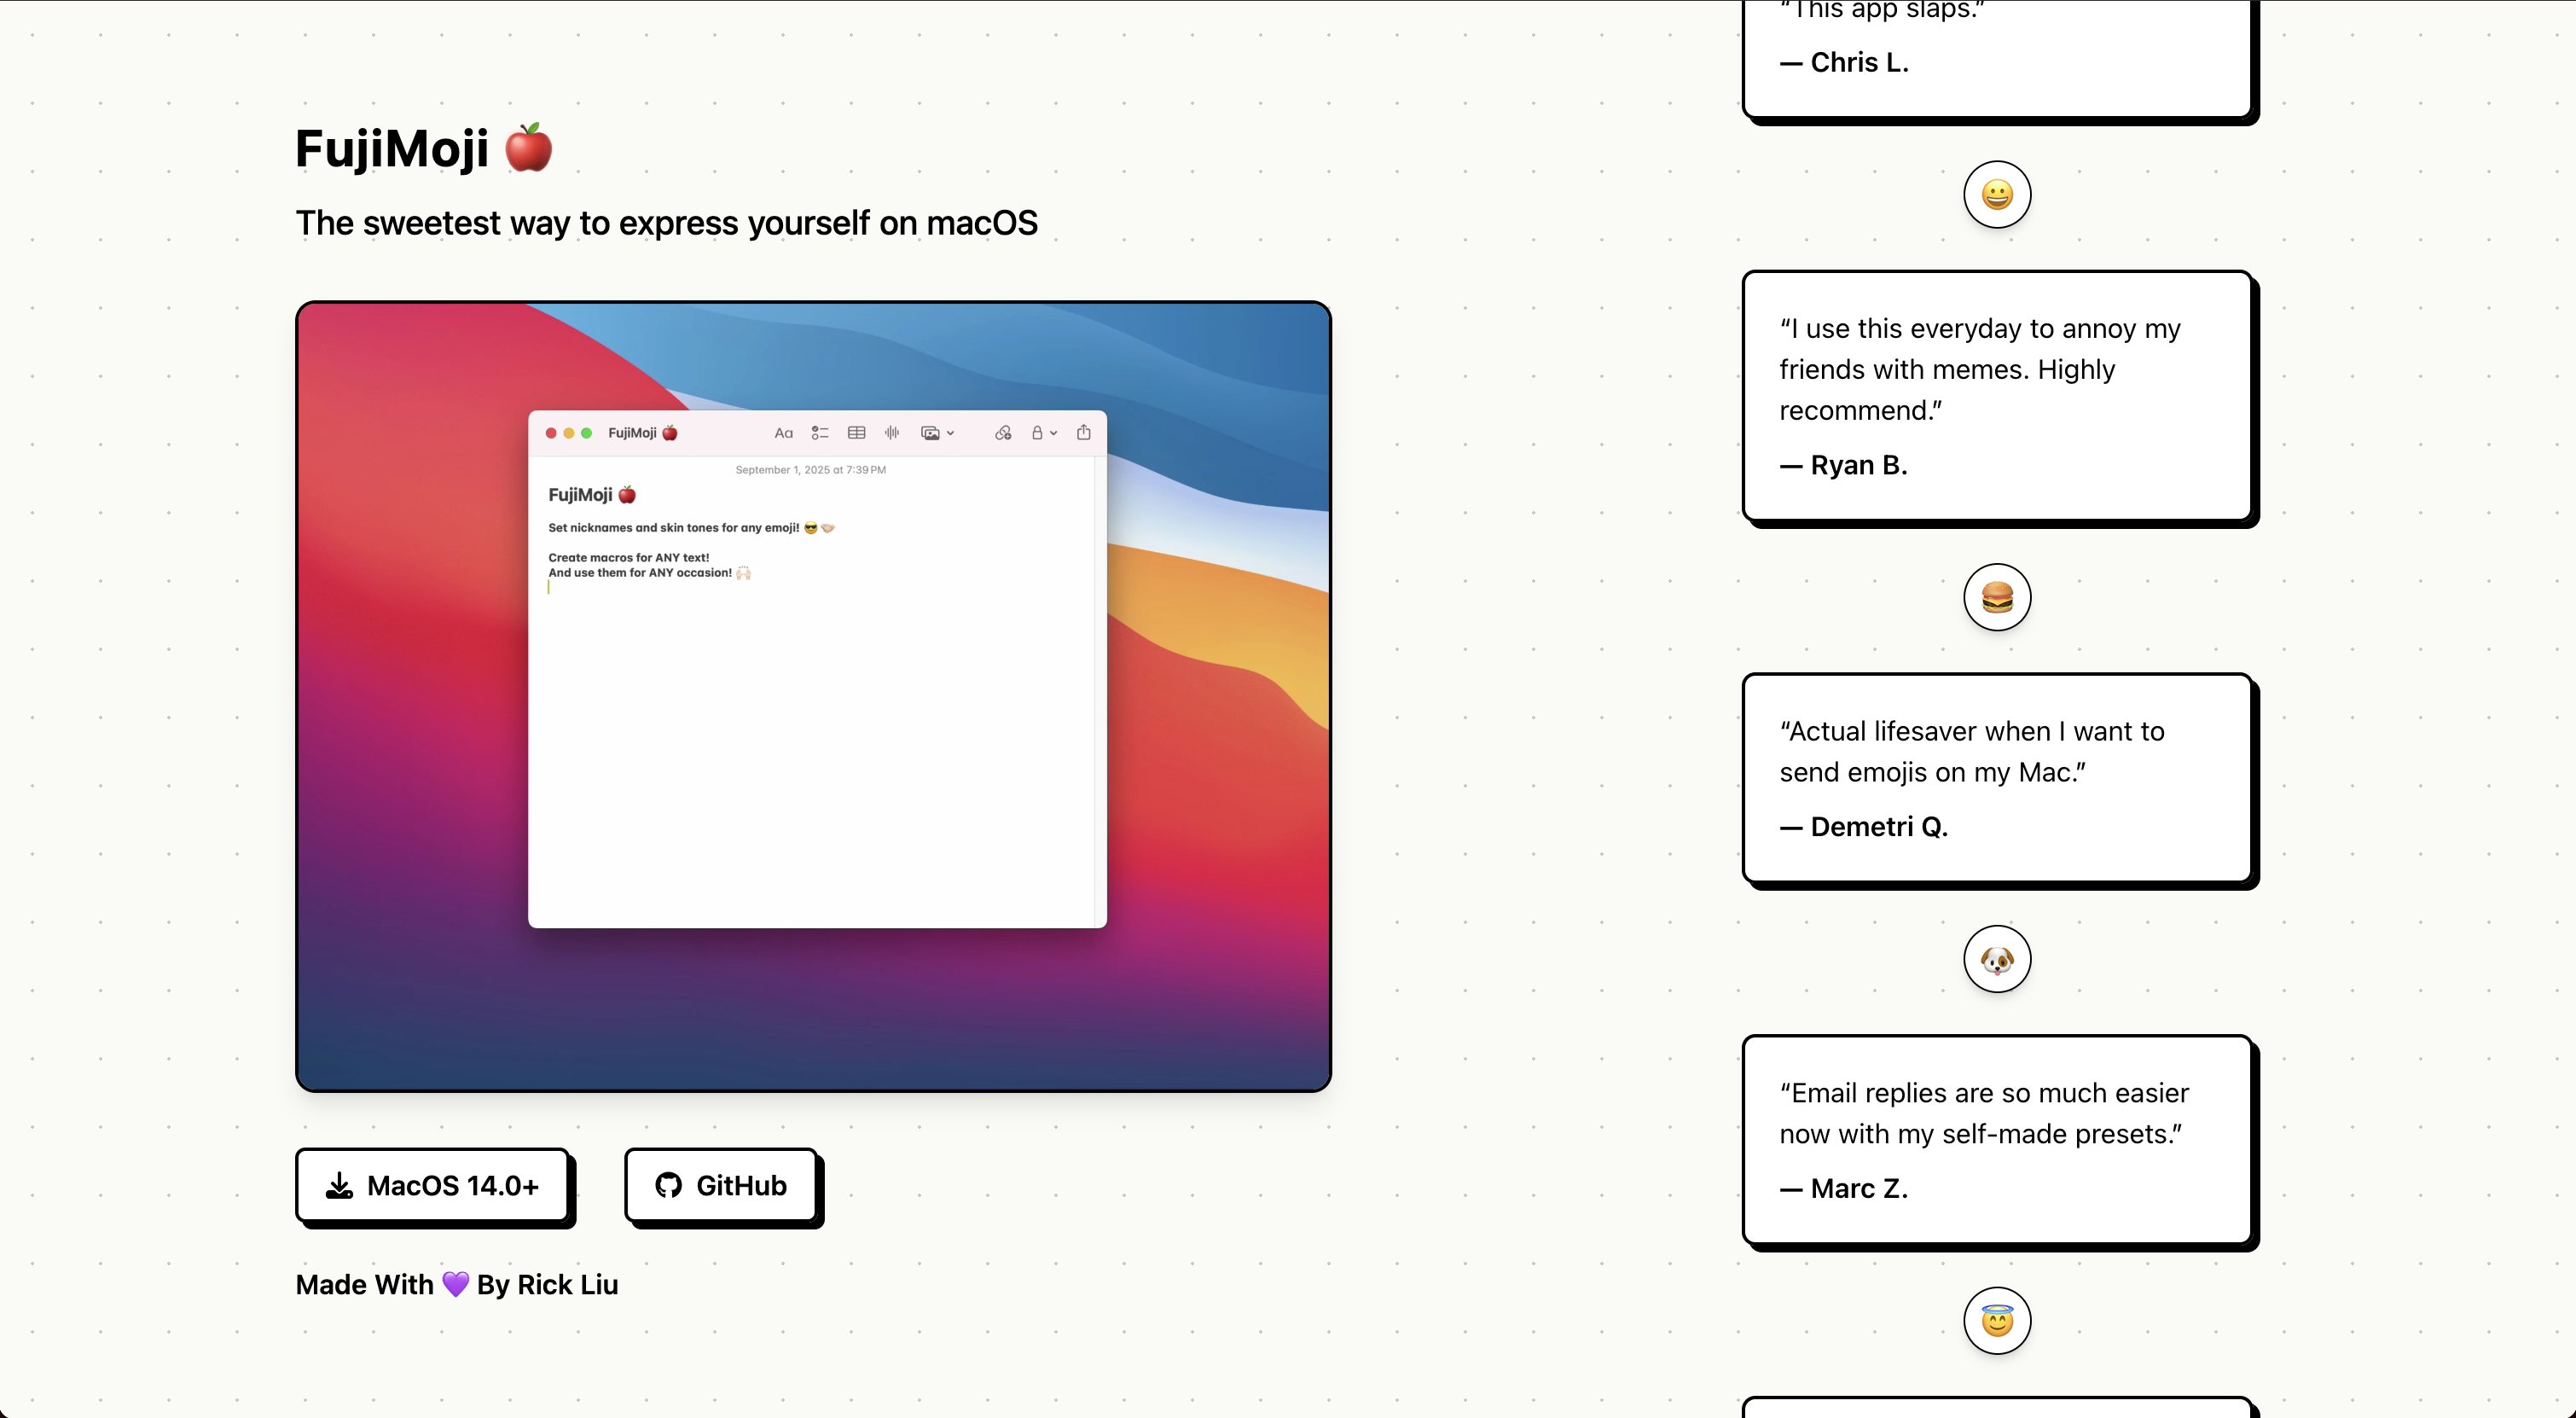 FujiMoji 🍎
The sweetest way to express yourself on macOS
FujiMoji 🍎
Aa
September 1, 2025 at 7:39 PM
FujiMoji 🍎
Set nicknames and skin tones for any emoji! 😎🤝🏻
Create macros for ANY text!
And use them for ANY occasion! 🙌🏻
MacOS 14.0+
GitHub
Made With 💜 By Rick Liu
“This app slaps.”
— Chris L.
😀
“I use this everyday to annoy my
friends with memes. Highly
recommend.”
— Ryan B.
🍔
“Actual lifesaver when I want to
send emojis on my Mac.”
— Demetri Q.
🐶
“Email replies are so much easier
now with my self-made presets.”
— Marc Z.
😇